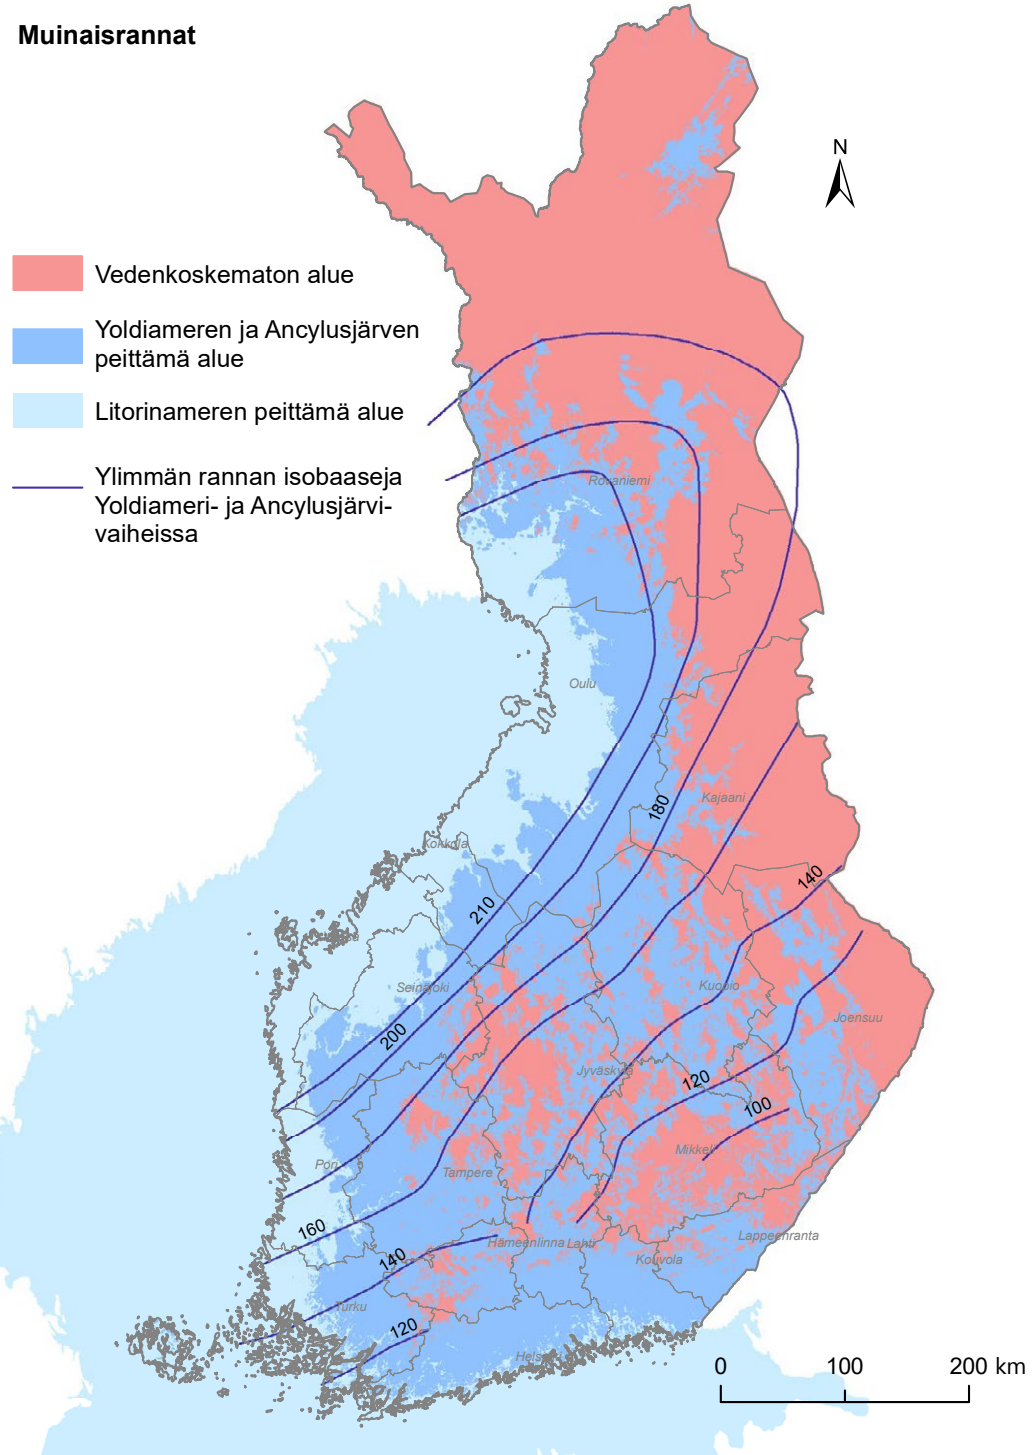 Muinaisrannat
N
Vedenkoskematon alue
Yoldiameren ja Ancylusjärven
peittämä alue
Litorinameren peittämä alue
Ylimmän rannan isobaaseja
Yoldiameri- ja Ancylusjärvi-
vaiheissa
Rovaniemi
Oulu
Kajaani
180
Kokkola
140
210
Seinäjoki
Kuopio
Joensuu
200
Jyväskylä
120
100
Mikkeli
Pori
Tampere
160
Hämeenlinna
Lahti
Lappeenranta
140
Kouvola
Turku
120
0 100 200 km